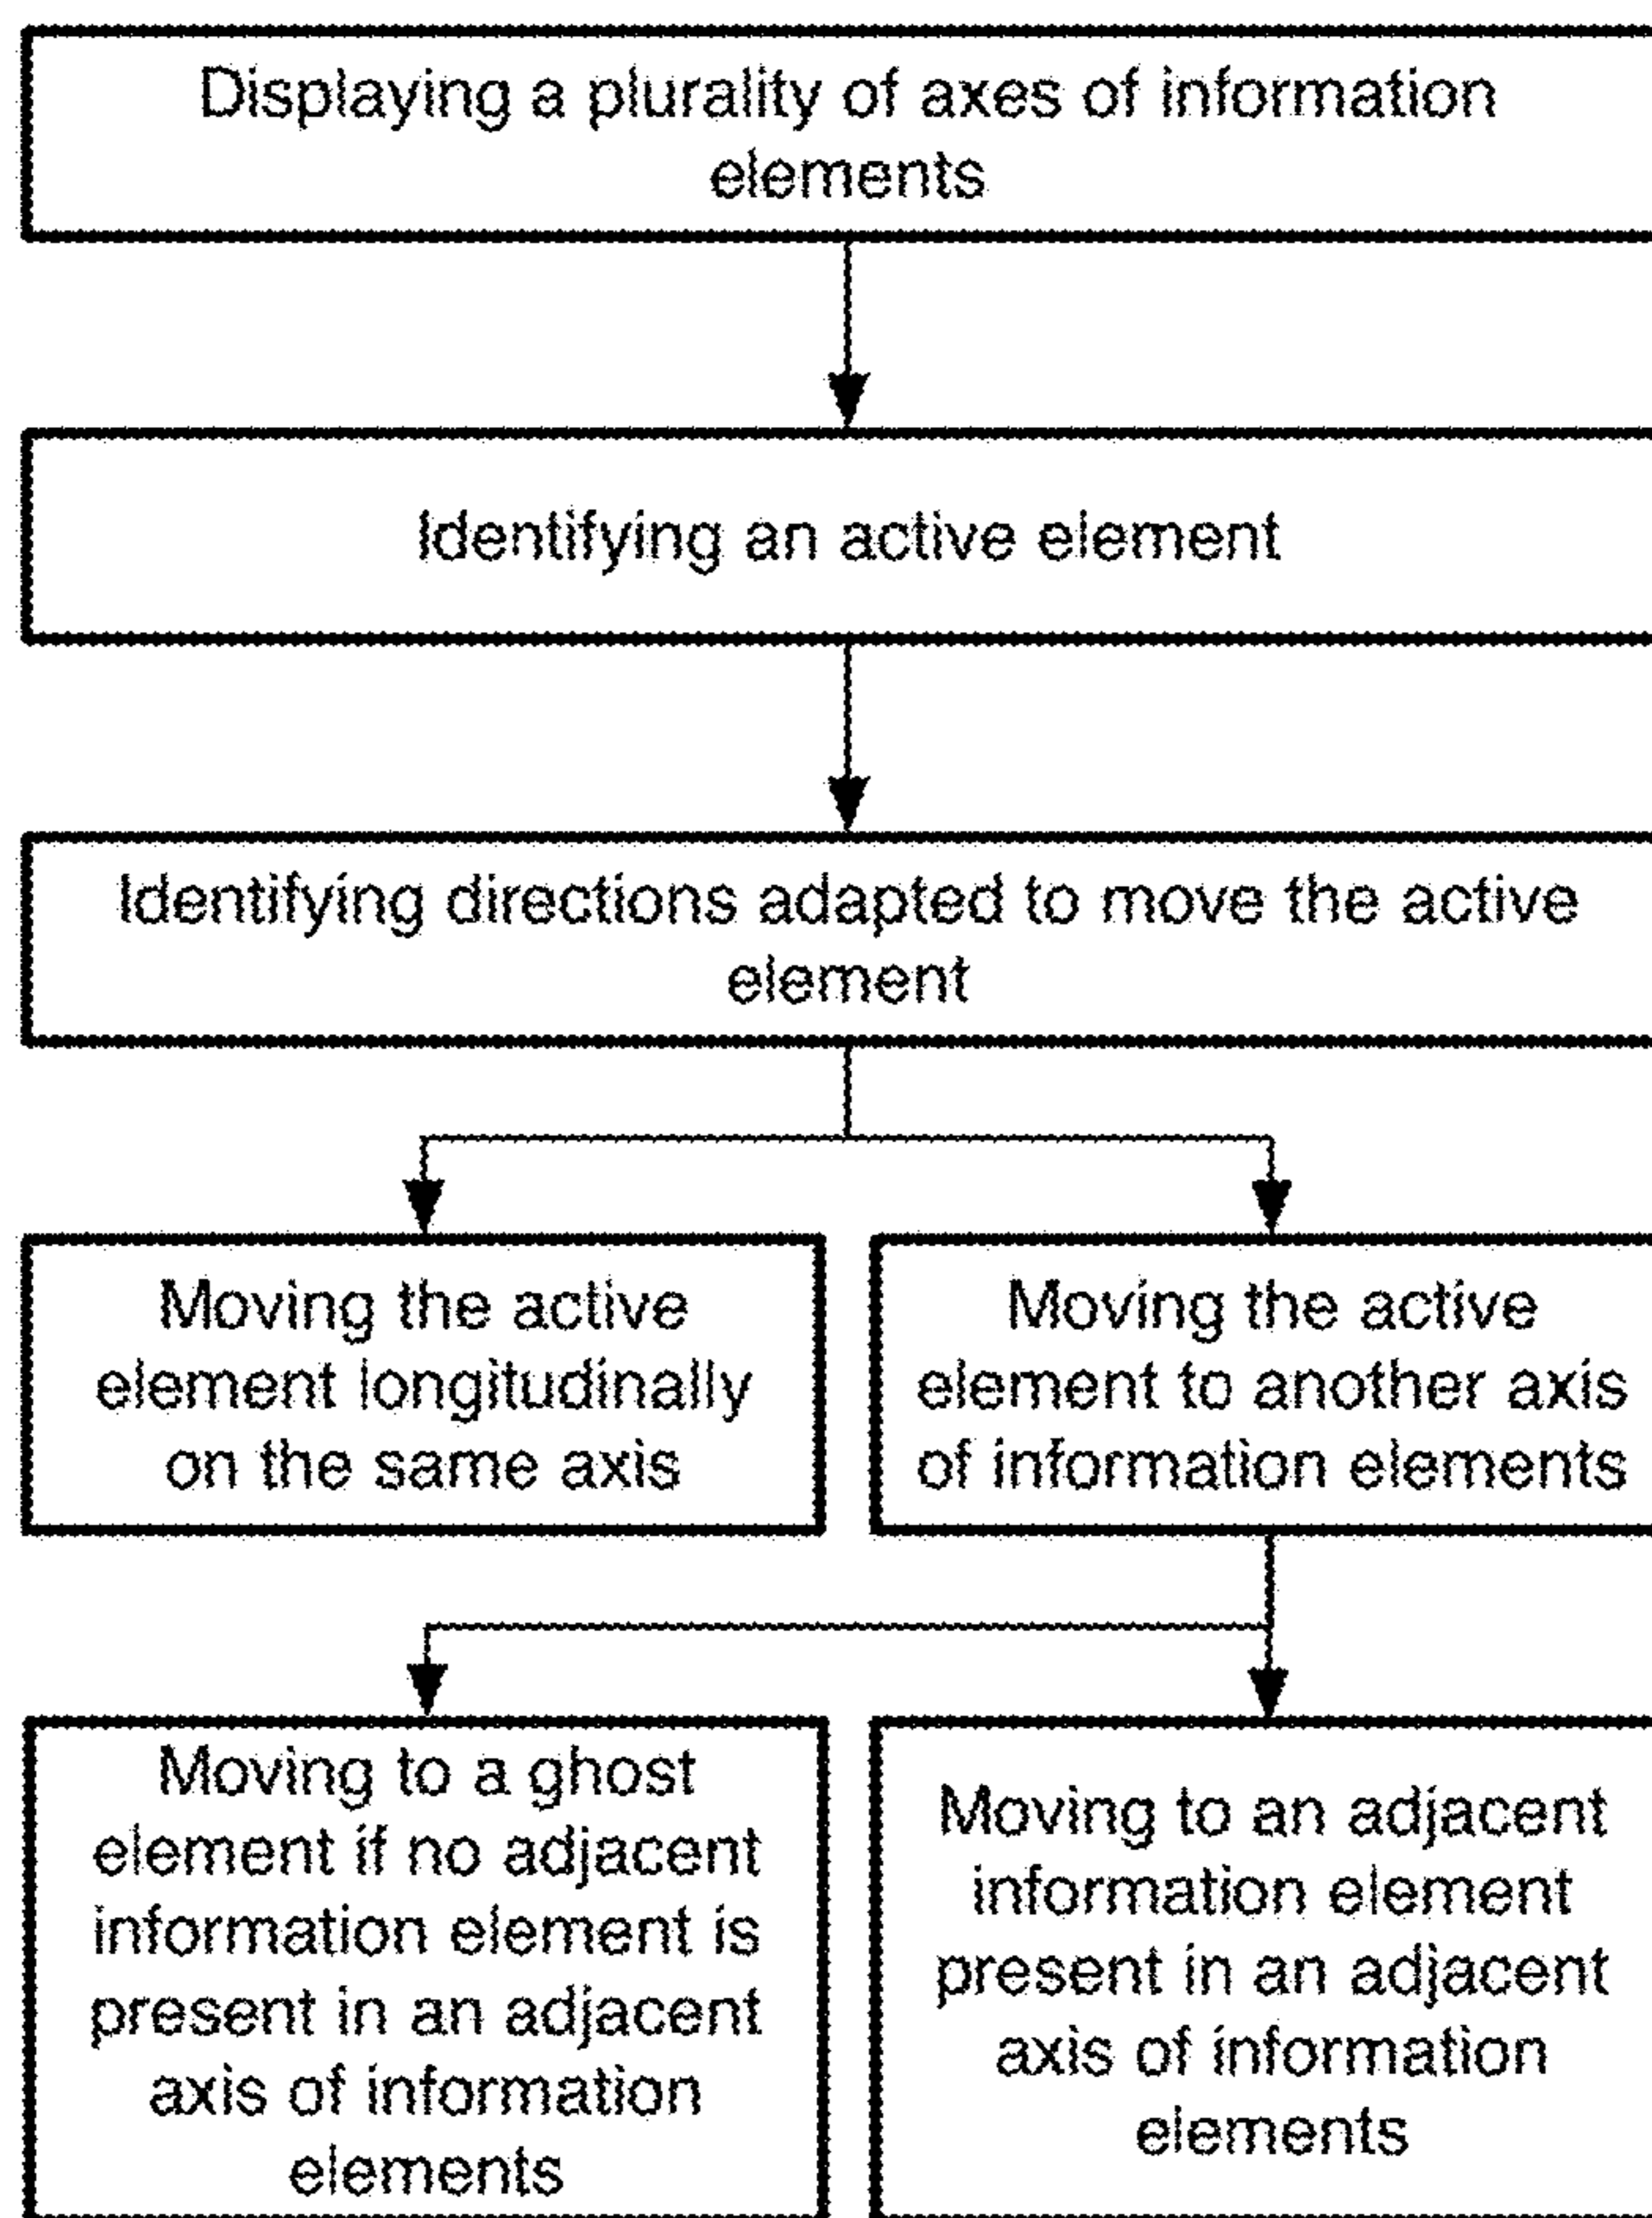 Displaying a plurality of axes of information
elements
Identifying an active element
Identifying directions adapted to move the active
element
Moving the active
element longitudinally
on the same axis
Moving the active
element to another axis
of information elements
Moving to a ghost
element if no adjacent
information element is
present in an adjacent
axis of information
elements
Moving to an adjacent
information element
present in an adjacent
axis of information
elements